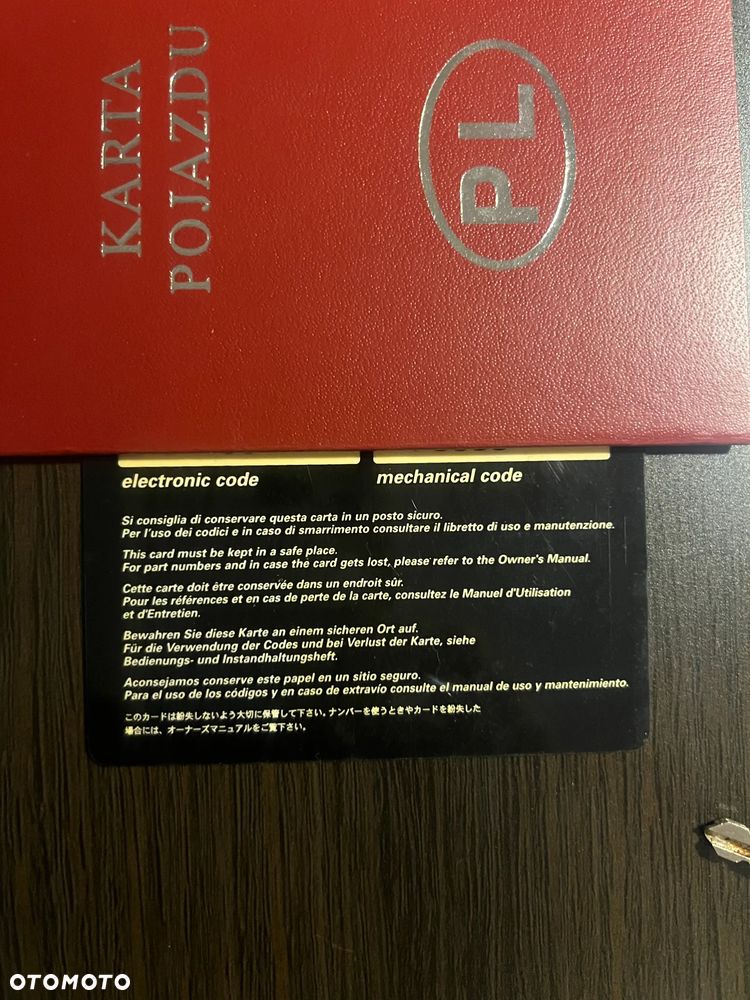 KARTA
POJAZDU
PL
electronic code
mechanical code
Si consiglia di conservare questa carta in un posto sicuro.
Per l'uso dei codici e in caso di smarrimento consultare il libretto di uso e manutenzione.
This card must be kept in a safe place.
For part numbers and in case the card gets lost, please refer to the Owner's Manual.
Cette carte doit être conservée dans un endroit sûr.
Pour les références et en cas de perte de la carte, consultez le Manuel d'Utilisation
et d'Entretien.
Bewahren Sie diese Karte an einem sicheren Ort auf.
Für die Verwendung der Codes und bei Verlust der Karte, siehe
Bedienungs- und Instandhaltungsheft.
Aconsejamos conserve este papel en un sitio seguro.
Para el uso de los códigos y en caso de extravío consulte el manual de uso y mantenimiento.
このカードは紛失しないよう大切に保管して下さい。ナンバーを使うときやカードを紛失した
場合には、オーナーズマニュアルをご覧下さい。
OTOMOTO